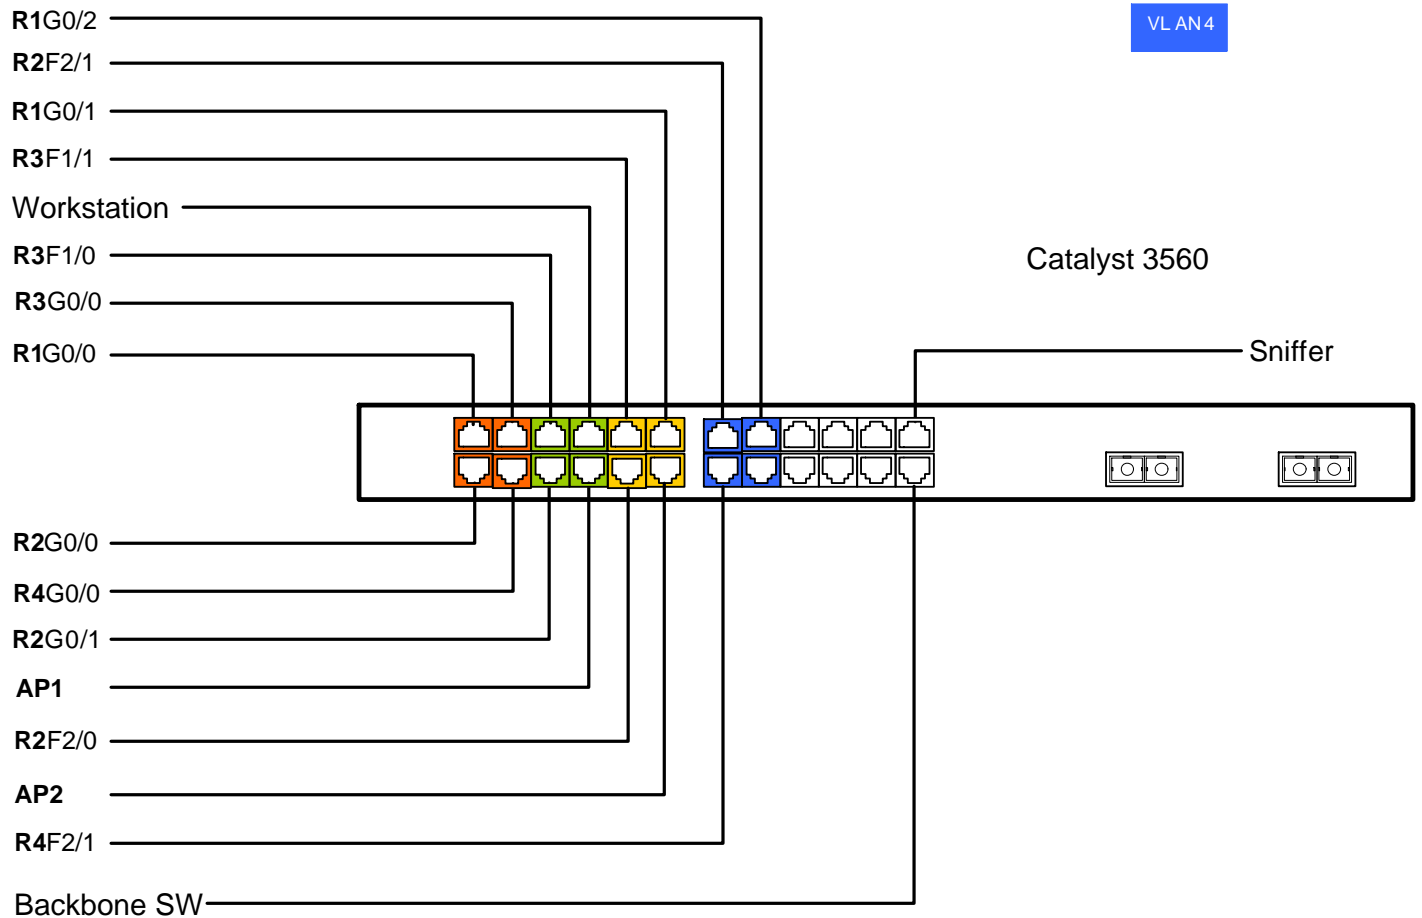 R1G0/2
VL AN 4
R2F2/1
R1G0/1
R3F1/1
Workstation
R3F1/0
Catalyst 3560
R3G0/0
R1G0/0
Sniffer
R2G0/0
R4G0/0
R2G0/1
AP1
R2F2/0
AP2
R4F2/1
Backbone SW